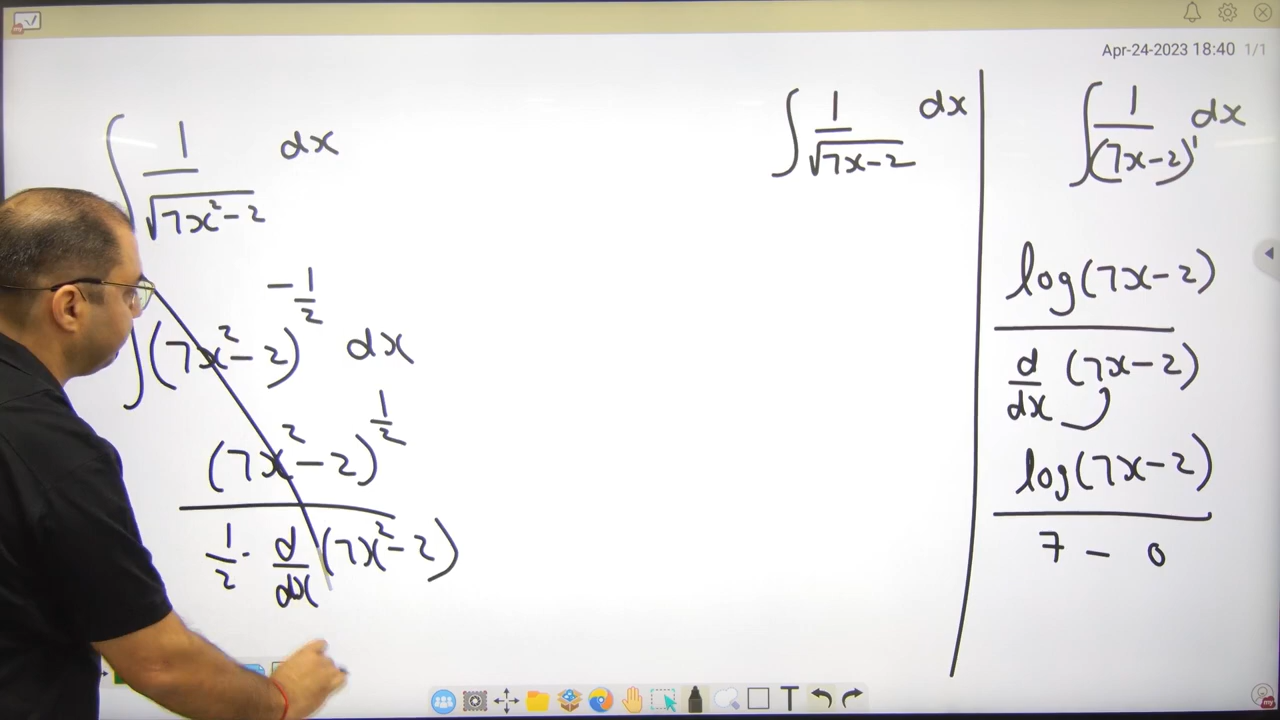 Apr-24-2023 18:40 1/1
∫ 1/√(7x²-2) dx
∫(7x²-2)^(-1/2) dx
(7x²-2)^(1/2)
1/2 · d/dx (7x²-2)
∫ 1/√(7x-2) dx
∫ 1/(7x-2)¹ dx
log(7x-2)
d/dx (7x-2)
log(7x-2)
7 - 0
T